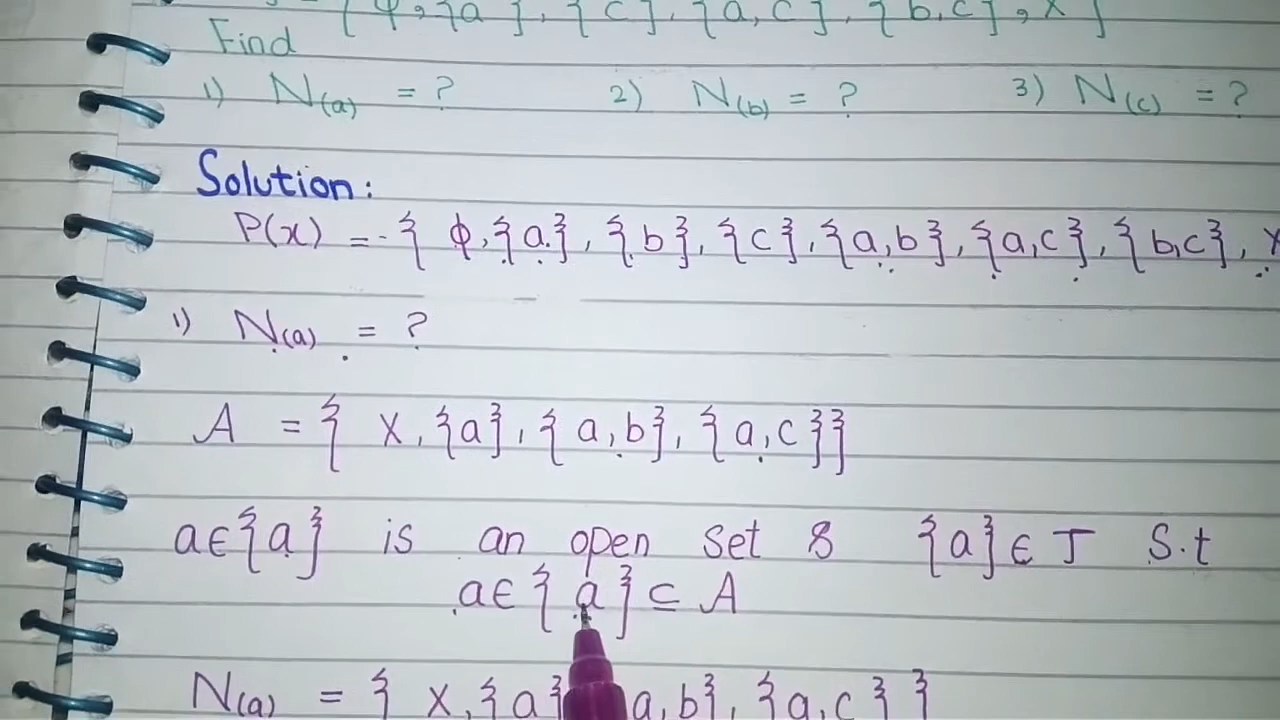 = { φ, {a}, {c}, {a,c}, {b,c}, X }
Find
1) N(a) = ? 2) N(b) = ? 3) N(c) = ?
Solution:
P(x) = { φ, {a}, {b}, {c}, {a,b}, {a,c}, {b,c}, X
1) N(a) = ?
A = { X, {a}, {a,b}, {a,c}}
a∈{a} is an open set & {a}∈T S.t
a∈{a}⊆A
N(a) = { X, {a} a,b}, {a,c} }